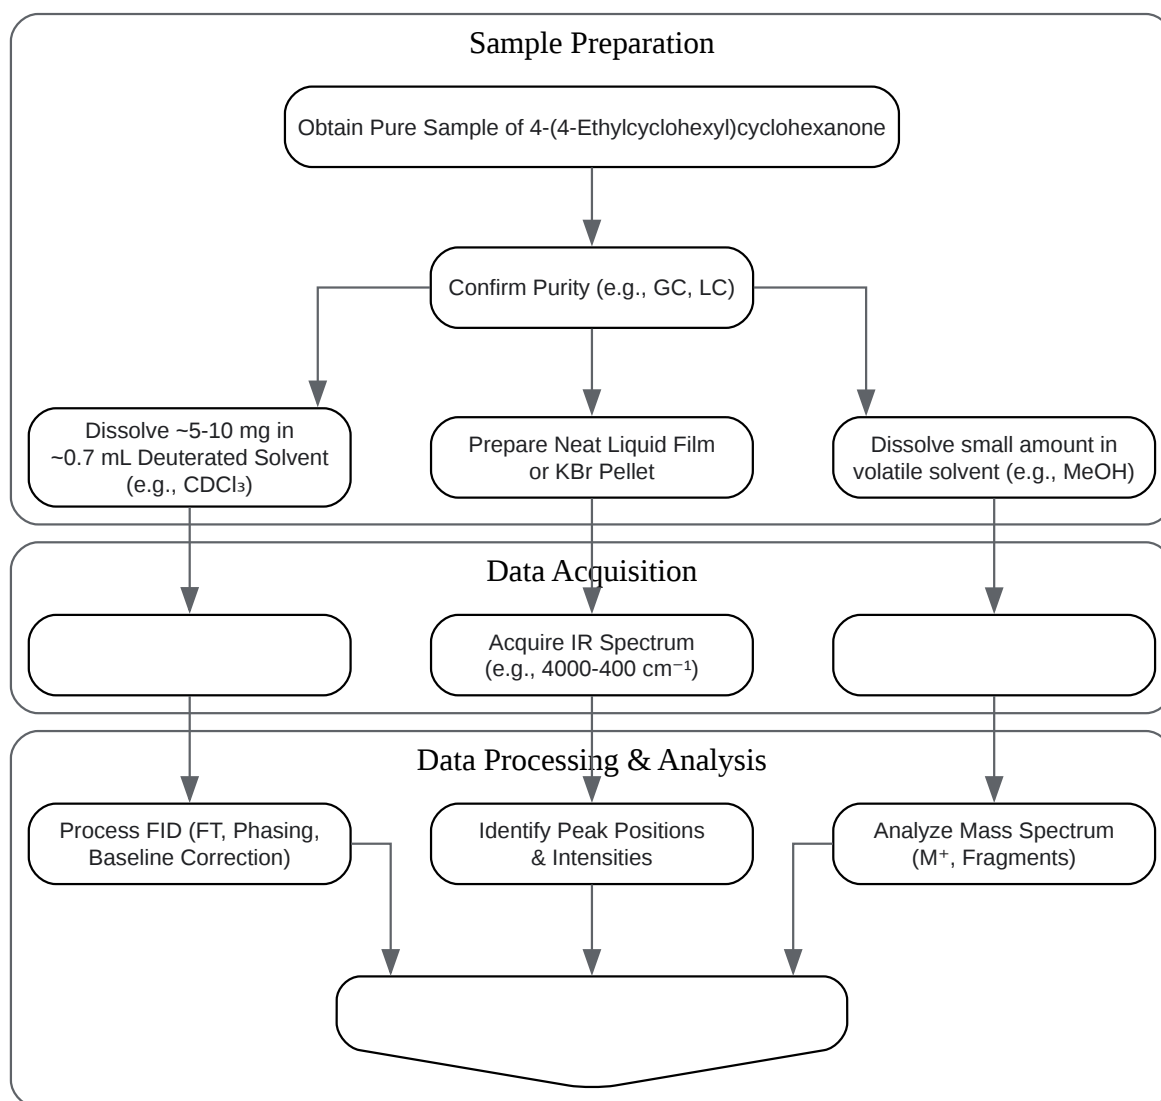 Sample Preparation
Obtain Pure Sample of 4-(4-Ethylcyclohexyl)cyclohexanone
Confirm Purity (e.g., GC, LC)
Dissolve ~5-10 mg in
~0.7 mL Deuterated Solvent
(e.g., CDCl₃)
Prepare Neat Liquid Film
or KBr Pellet
Dissolve small amount in
volatile solvent (e.g., MeOH)
Data Acquisition
Acquire IR Spectrum
(e.g., 4000-400 cm⁻¹)
Data Processing & Analysis
Process FID (FT, Phasing,
Baseline Correction)
Identify Peak Positions
& Intensities
Analyze Mass Spectrum
(M⁺, Fragments)